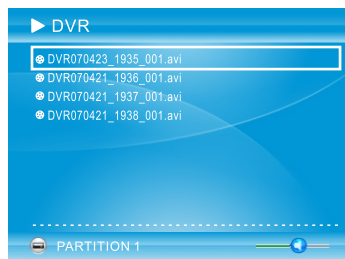 DVR
DVR070423_1935_001.avi
DVR070421_1936_001.avi
DVR070421_1937_001.avi
DVR070421_1938_001.avi
PARTITION 1